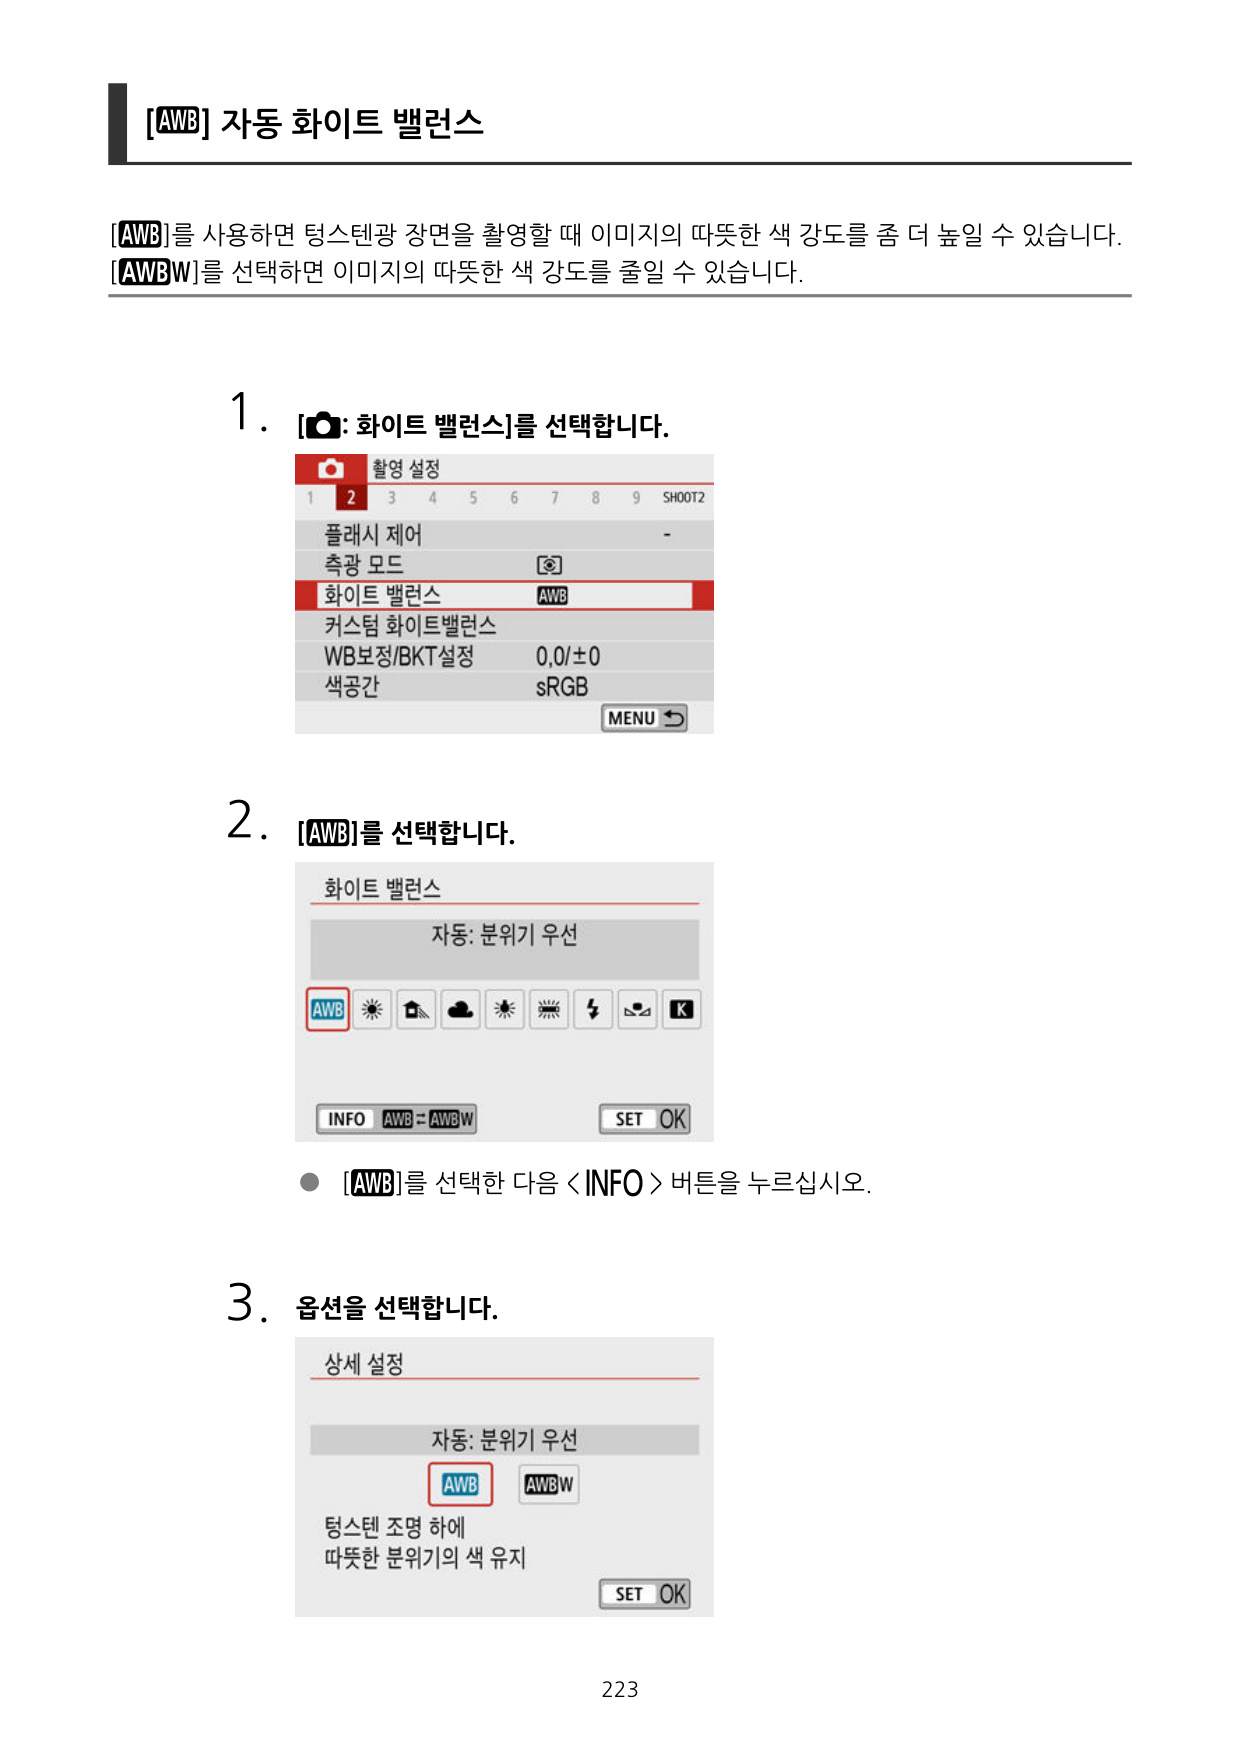 [AWB] 자동 화이트 밸런스
[AWB]를 사용하면 텅스텐광 장면을 촬영할 때 이미지의 따뜻한 색 강도를 좀 더 높일 수 있습니다.
[AWBW]를 선택하면 이미지의 따뜻한 색 강도를 줄일 수 있습니다.
1. [: 화이트 밸런스]를 선택합니다.
촬영 설정
1 2 3 4 5 6 7 8 9 SHOOT2
플래시 제어 -
측광 모드
화이트 밸런스 AWB
커스텀 화이트밸런스
WB보정/BKT설정 0,0/±0
색공간 sRGB
MENU
2. [AWB]를 선택합니다.
화이트 밸런스
자동: 분위기 우선
AWB K
INFO AWB AWBW SET OK
● [AWB]를 선택한 다음 <INFO> 버튼을 누르십시오.
3. 옵션을 선택합니다.
상세 설정
자동: 분위기 우선
AWB AWBW
텅스텐 조명 하에
따뜻한 분위기의 색 유지
SET OK
223